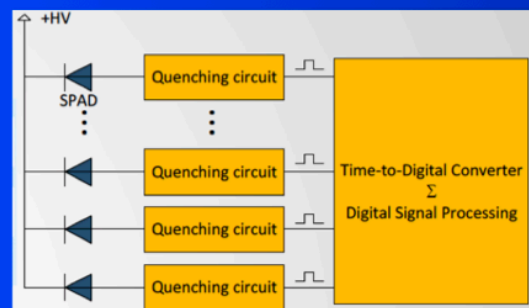 +HV
Quenching circuit
SPAD
Quenching circuit
Time-to-Digital Converter
Σ
Digital Signal Processing
Quenching circuit
Quenching circuit